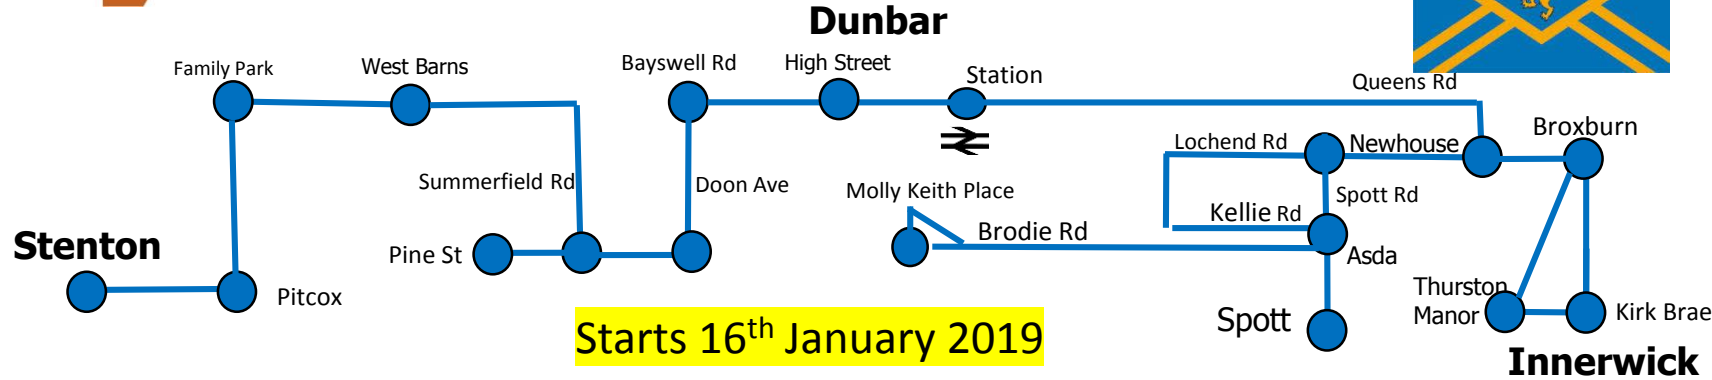 Dunbar
Family Park
West Barns
Bayswell Rd
High Street
Station
Queens Rd
Lochend Rd
Newhouse
Broxburn
Summerfield Rd
Doon Ave
Molly Keith Place
Spott Rd
Kellie Rd
Brodie Rd
Stenton
Pine St
Asda
Pitcox
Thurston
Manor
Kirk Brae
Spott
Starts 16th January 2019
Innerwick